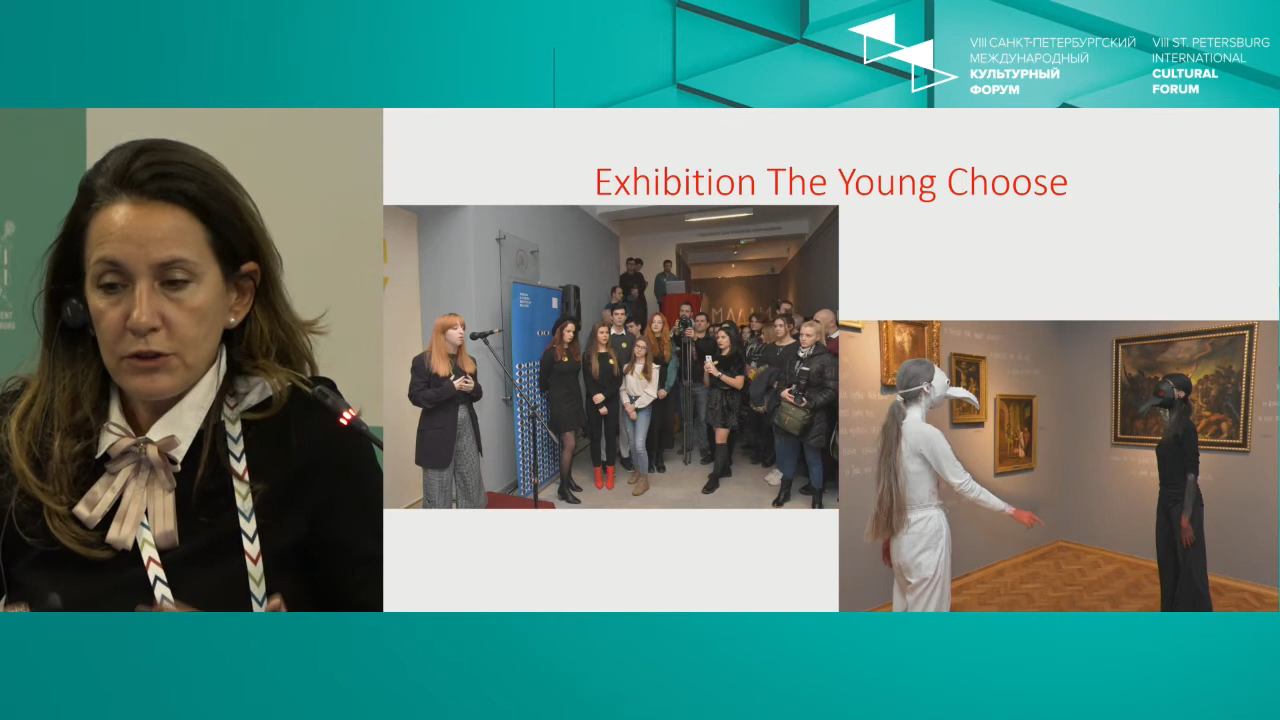 VIII САНКТ-ПЕТЕРБУРГСКИЙ
МЕЖДУНАРОДНЫЙ
КУЛЬТУРНЫЙ
ФОРУМ
VIII ST. PETERSBURG
INTERNATIONAL
CULTURAL
FORUM
Exhibition The Young Choose